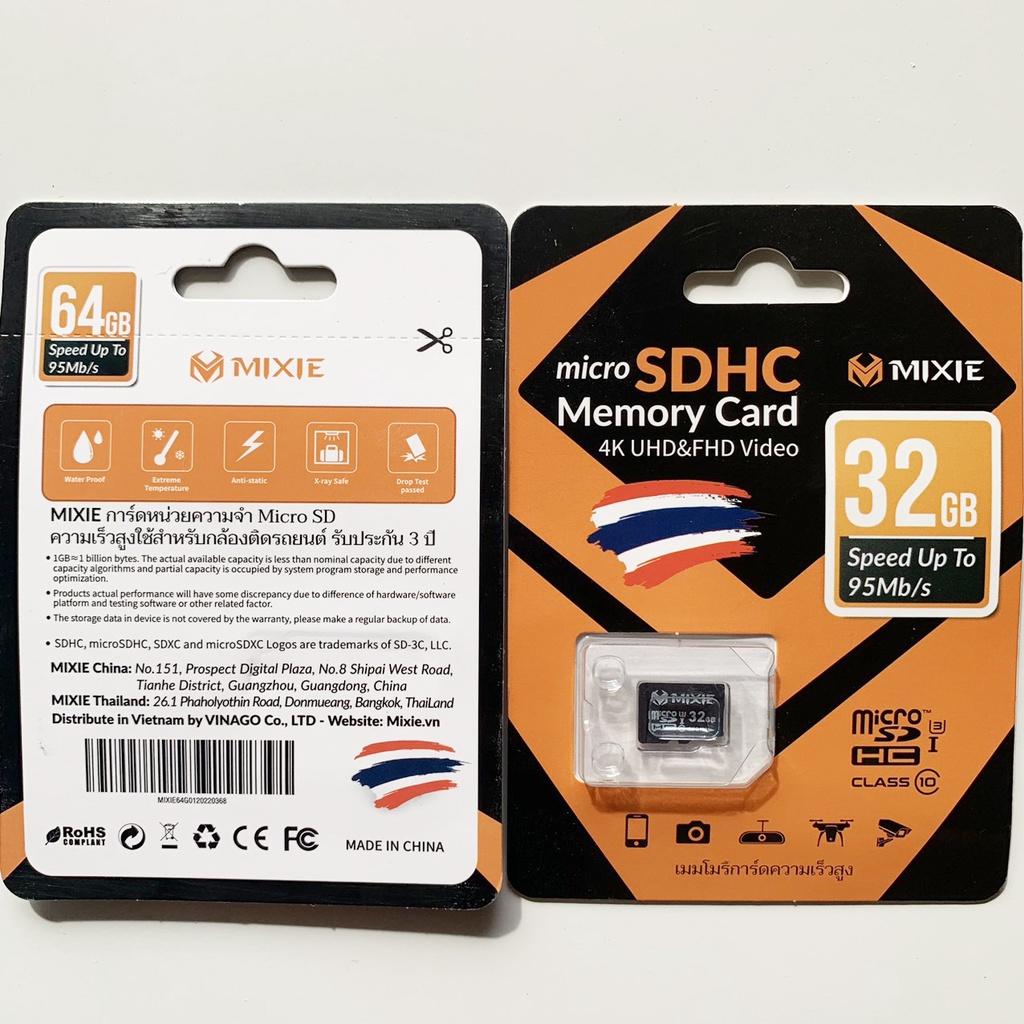 64GB
Speed Up To
95Mb/s
MIXIE
Water Proof
Extreme
Temperature
Anti-static
X-ray Safe
Drop Test
passed
MIXIE การ์ดหน่วยความจำ Micro SD
ความเร็วสูงใช้สำหรับกล้องติดรถยนต์ รับประกัน 3 ปี
• 1GB≈1 billion bytes. The actual available capacity is less than nominal capacity due to different
capacity algorithms and partial capacity is occupied by system program storage and performance
optimization.
• Products actual performance will have some discrepancy due to difference of hardware/software
platform and testing software or other related factor.
• The storage data in device is not covered by the warranty, please make a regular backup of data.
• SDHC, microSDHC, SDXC and microSDXC Logos are trademarks of SD-3C, LLC.
MIXIE China: No.151, Prospect Digital Plaza, No.8 Shipai West Road,
Tianhe District, Guangzhou, Guangdong, China
MIXIE Thailand: 26.1 Phaholyothin Road, Donmueang, Bangkok, ThaiLand
Distribute in Vietnam by VINAGO Co., LTD - Website: Mixie.vn
MIXIE64G0120220368
RoHS
COMPLIANT
CE
FC
MADE IN CHINA
micro SDHC
Memory Card
4K UHD&FHD Video
MIXIE
32GB
Speed Up To
95Mb/s
MIXIE
micro SD HC I 3 32GB
micro SD HC™ I 3
CLASS 10
เมมโมรีการ์ดความเร็วสูง